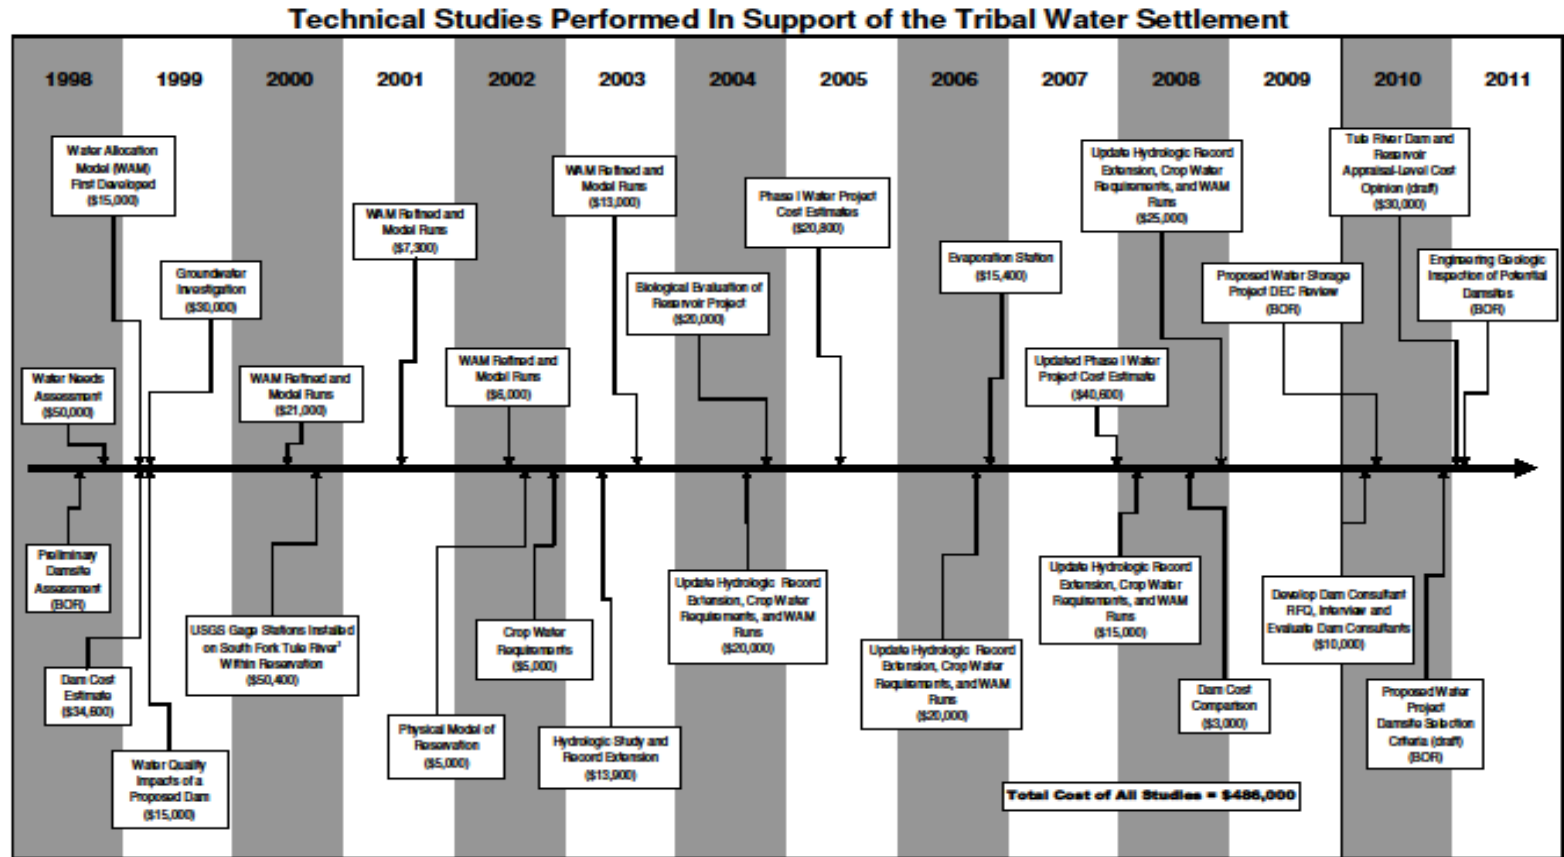 Technical Studies Performed In Support of the Tribal Water Settlement
1998
1999
2000
2001
2002
2003
2004
2005
2006
2007
2008
2009
2010
2011
Water Allocation
Model (WAM)
First Developed
($15,000)
Groundwater
Investigation
($30,000)
Water Needs
Assessment
($50,000)
WAM Refined and
Model Runs
($21,000)
WAM Refined and
Model Runs
($7,300)
WAM Refined and
Model Runs
($6,000)
WAM Refined and
Model Runs
($13,000)
Biological Evaluation of
Reservoir Project
($20,000)
Phase I Water Project
Cost Estimates
($20,800)
Evaporation Station
($15,400)
Updated Phase I Water
Project Cost Estimate
($40,600)
Update Hydrologic Record
Extension, Crop Water
Requirements, and WAM
Runs
($25,000)
Proposed Water Storage
Project DEC Review
(BOR)
Tule River Dam and
Reservoir
Appraisal-Level Cost
Opinion (draft)
($30,000)
Engineering Geologic
Inspection of Potential
Damsites
(BOR)
Preliminary
Damsite
Assessment
(BOR)
Dam Cost
Estimate
($34,600)
Water Quality
Impacts of a
Proposed Dam
($15,000)
USGS Gage Stations Installed
on South Fork Tule River
Within Reservation
($50,400)
Physical Model of
Reservation
($5,000)
Crop Water
Requirements
($5,000)
Hydrologic Study and
Record Extension
($13,900)
Update Hydrologic Record
Extension, Crop Water
Requirements, and WAM
Runs
($20,000)
Update Hydrologic Record
Extension, Crop Water
Requirements, and WAM
Runs
($20,000)
Update Hydrologic Record
Extension, Crop Water
Requirements, and WAM
Runs
($15,000)
Dam Cost
Comparison
($3,000)
Develop Dam Consultant
RFQ, Interview and
Evaluate Dam Consultants
($10,000)
Proposed Water
Project
Damsite Selection
Criteria (draft)
(BOR)
Total Cost of All Studies = $486,000